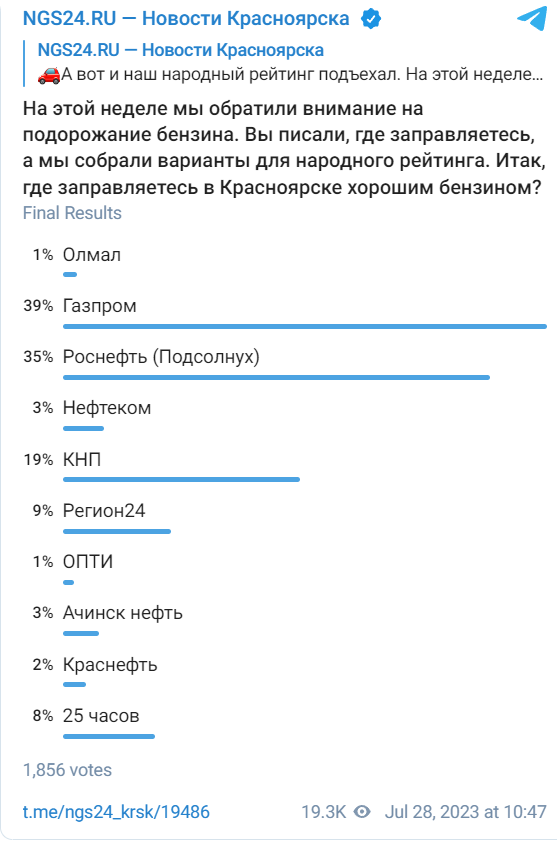 NGS24.RU — Новости Красноярска
NGS24.RU — Новости Красноярска
🚗А вот и наш народный рейтинг подъехал. На этой неделе…
На этой неделе мы обратили внимание на
подорожание бензина. Вы писали, где заправляетесь,
а мы собрали варианты для народного рейтинга. Итак,
где заправляетесь в Красноярске хорошим бензином?
Final Results
1% Олмал
39% Газпром
35% Роснефть (Подсолнух)
3% Нефтеком
19% КНП
9% Регион24
1% ОПТИ
3% Ачинск нефть
2% Краснефть
8% 25 часов
1,856 votes
t.me/ngs24_krsk/19486 19.3K Jul 28, 2023 at 10:47